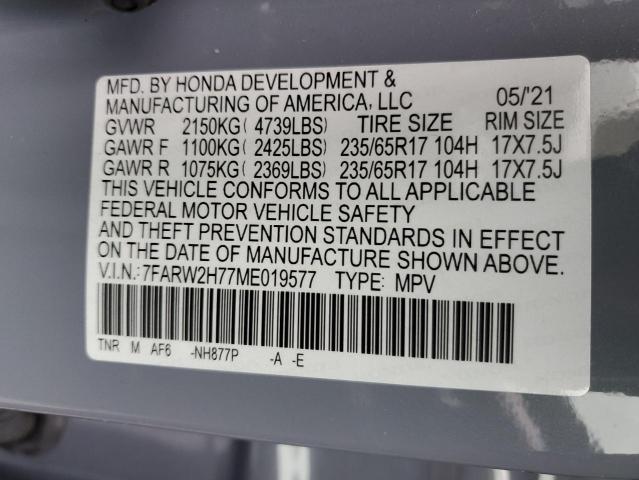 MFD. BY HONDA DEVELOPMENT &
MANUFACTURING OF AMERICA, LLC 05/'21
GVWR 2150KG( 4739LBS) TIRE SIZE RIM SIZE
GAWR F 1100KG( 2425LBS) 235/65R17 104H 17X7.5J
GAWR R 1075KG( 2369LBS) 235/65R17 104H 17X7.5J
THIS VEHICLE CONFORMS TO ALL APPLICABLE
FEDERAL MOTOR VEHICLE SAFETY
AND THEFT PREVENTION STANDARDS IN EFFECT
ON THE DATE OF MANUFACTURE SHOWN ABOVE.
V.I.N.:7FARW2H77ME019577 TYPE: MPV
TNR M AF6 -NH877P -A -E